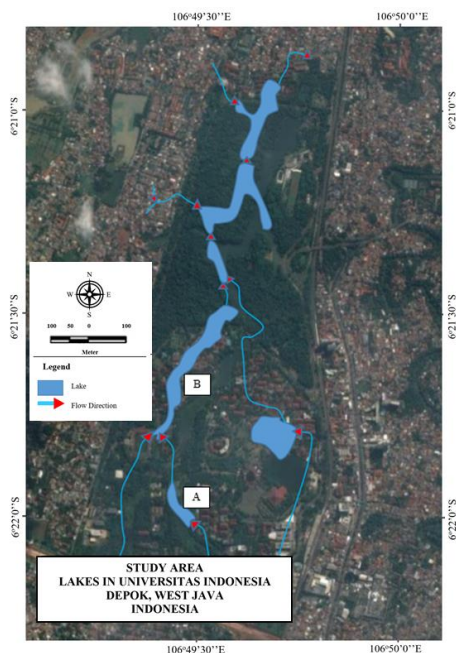 106°49'30"E
106°50'0"E
6°21'0"S
6°21'0"S
N
W
E
S
100
50
0
100
Meter
Legend
Lake
Flow Direction
6°21'30"S
6°21'30"S
B
A
6°22'0"S
6°22'0"S
STUDY AREA
LAKES IN UNIVERSITAS INDONESIA
DEPOK, WEST JAVA
INDONESIA
106°49'30"E
106°50'0"E